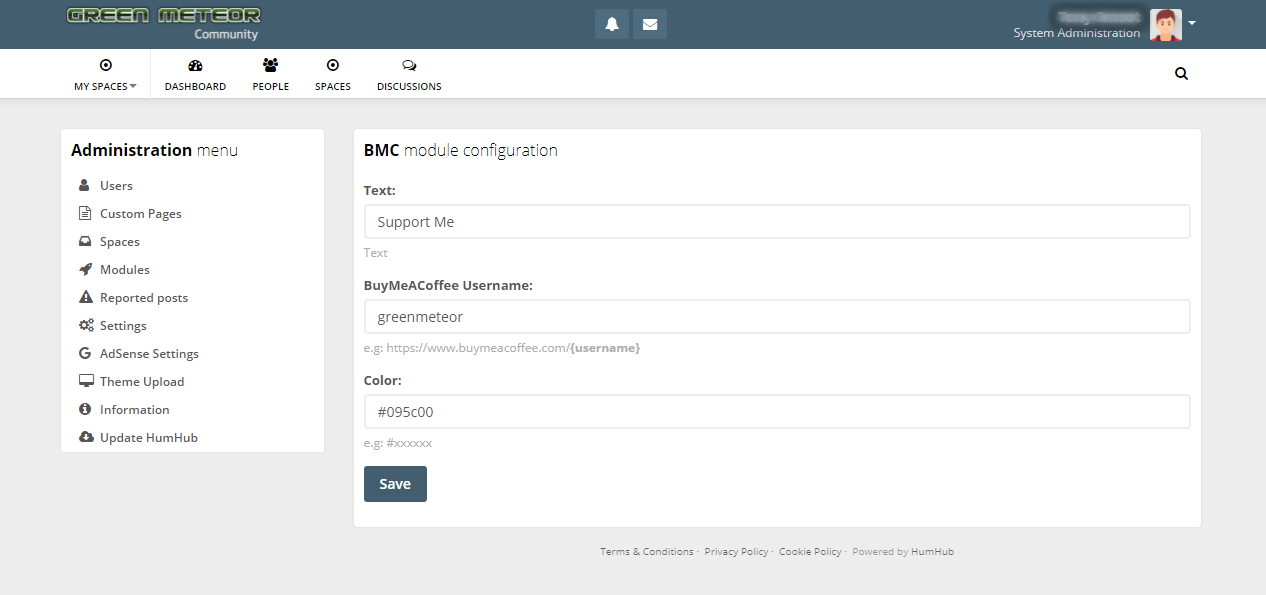 GREEN METEOR
Community
System Administration
MY SPACES
DASHBOARD
PEOPLE
SPACES
DISCUSSIONS
Administration menu
Users
Custom Pages
Spaces
Modules
Reported posts
Settings
AdSense Settings
Theme Upload
Information
Update HumHub
BMC module configuration
Text:
Support Me
Text
BuyMeACoffee Username:
greenmeteor
e.g: https://www.buymeacoffee.com/{username}
Color:
#095c00
e.g: #xxxxxx
Save
Terms & Conditions · Privacy Policy · Cookie Policy · Powered by HumHub